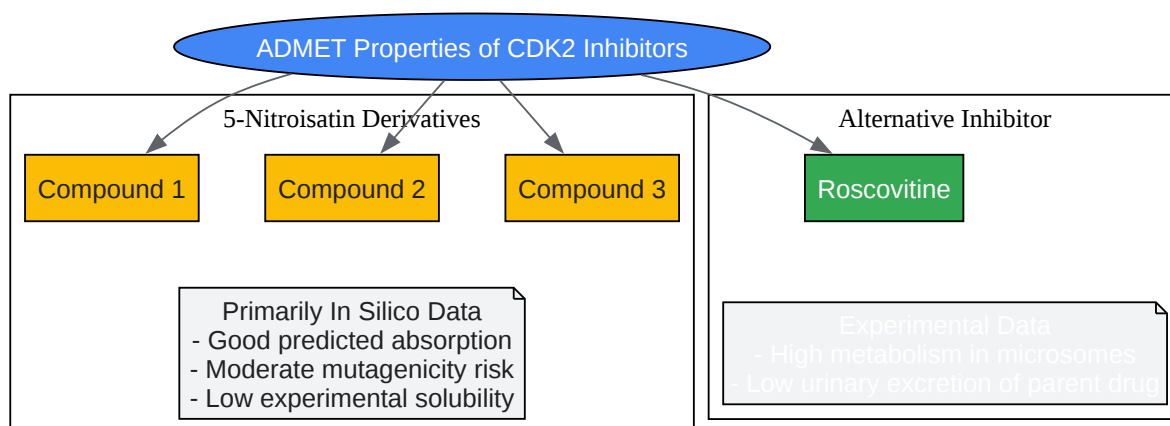 ADMET Properties of CDK2 Inhibitors
5-Nitroisatin Derivatives
Alternative Inhibitor
Compound 1
Compound 2
Compound 3
Roscovitine
Primarily In Silico Data
- Good predicted absorption
- Moderate mutagenicity risk
- Low experimental solubility
Experimental Data
- High metabolism in microsomes
- Low urinary excretion of parent drug